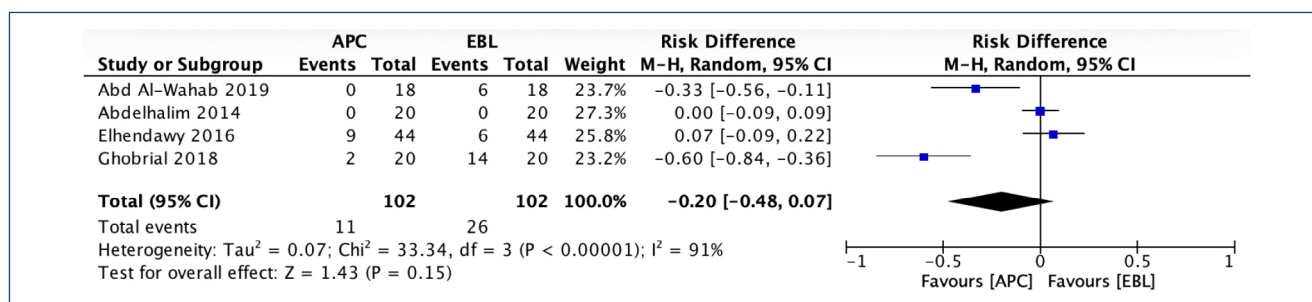 APC EBL Risk Difference Risk Difference
Study or Subgroup Events Total Events Total Weight M-H, Random, 95% CI M-H, Random, 95% CI
Abd Al-Wahab 2019 0 18 6 18 23.7% −0.33 [−0.56, −0.11]
Abdelhalim 2014 0 20 0 20 27.3% 0.00 [−0.09, 0.09]
Elhendawy 2016 9 44 6 44 25.8% 0.07 [−0.09, 0.22]
Ghobrial 2018 2 20 14 20 23.2% −0.60 [−0.84, −0.36]
Total (95% CI) 102 102 100.0% −0.20 [−0.48, 0.07]
Total events 11 26
Heterogeneity: Tau² = 0.07; Chi² = 33.34, df = 3 (P < 0.00001); I² = 91%
Test for overall effect: Z = 1.43 (P = 0.15)
−1 −0.5 0 0.5 1
Favours [APC] Favours [EBL]